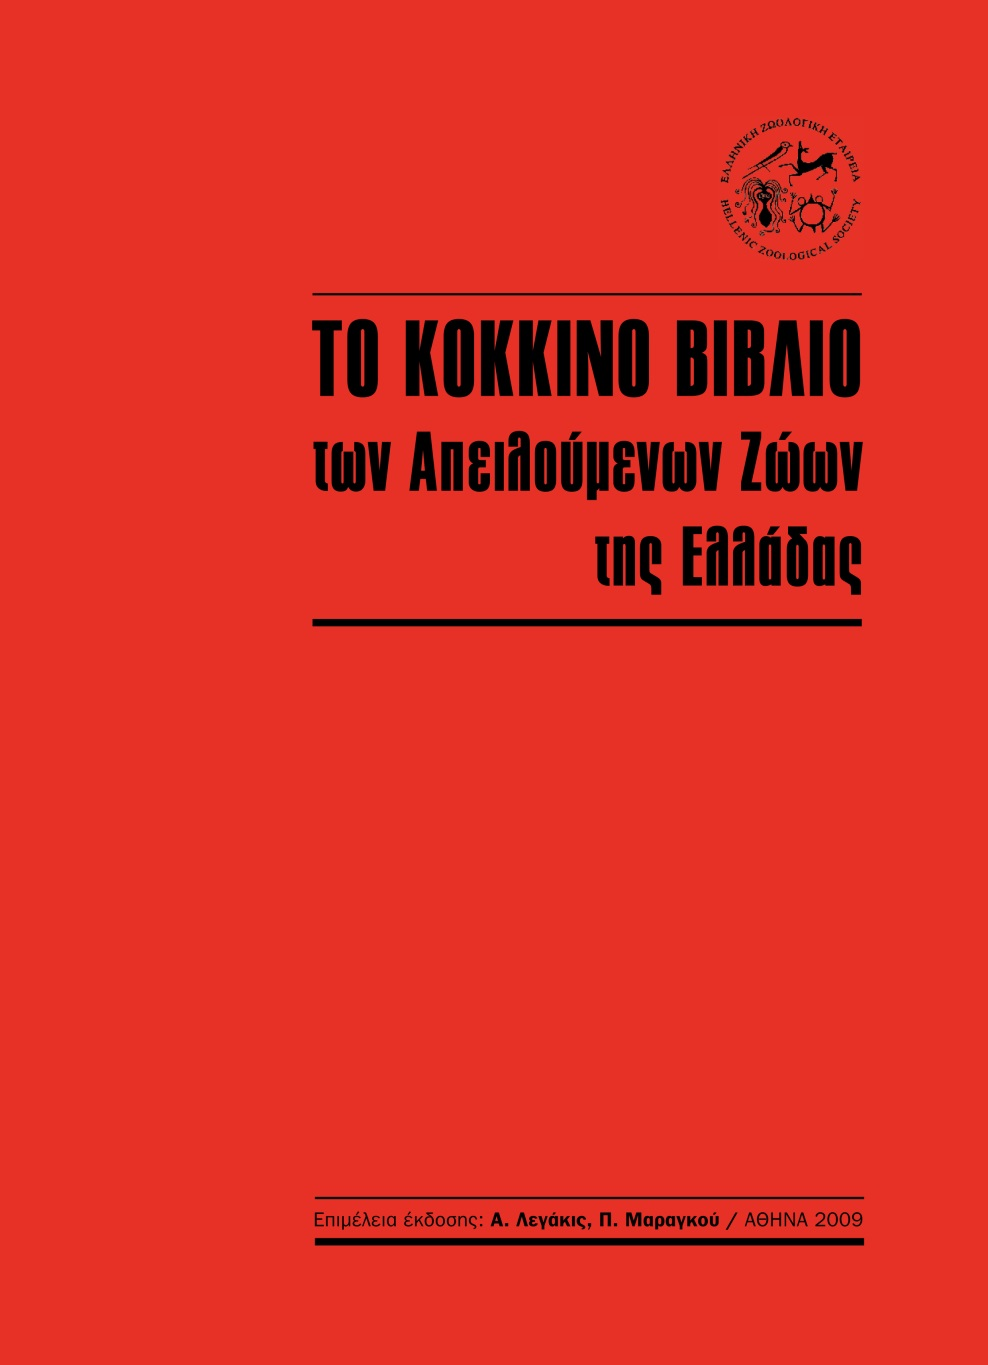 ΕΛΛΗΝΙΚΗ ΖΩΟΛΟΓΙΚΗ ΕΤΑΙΡΕΙΑ
HELLENIC ZOOLOGICAL SOCIETY
ΤΟ ΚΟΚΚΙΝΟ ΒΙΒΛΙΟ
των Απειλούμενων Ζώων
της Ελλάδας
Επιμέλεια έκδοσης: Α. Λεγάκις, Π. Μαραγκού / ΑΘΗΝΑ 2009